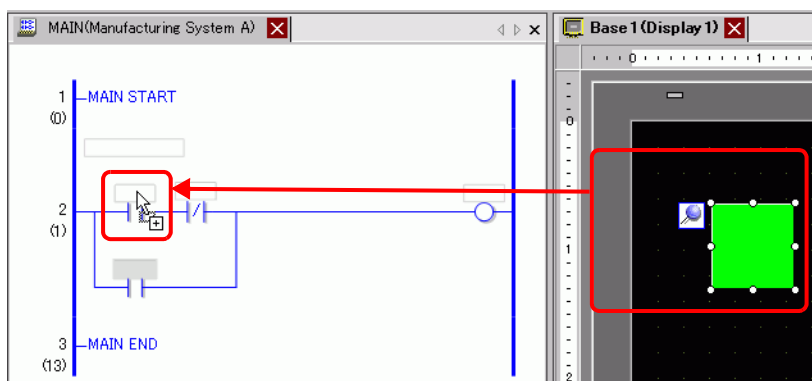 MAIN(Manufacturing System A)
Base 1 (Display 1)
0
1
1 MAIN START
(0)
0
2
(1)
1
3 MAIN END
(13)
2